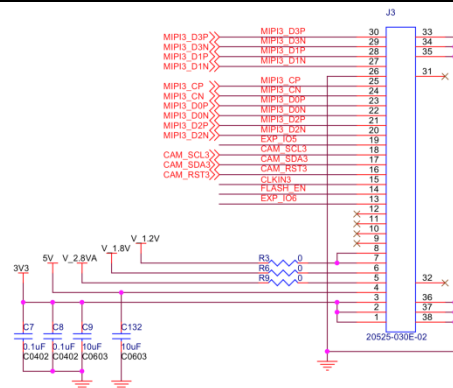 J3
MIPI3_D3P MIPI3_D3P 30 33
MIPI3_D3N MIPI3_D3N 29 34
MIPI3_D1P MIPI3_D1P 28 35
MIPI3_D1N MIPI3_D1N 27
26 31
MIPI3_CP MIPI3_CP 25
MIPI3_CN MIPI3_CN 24
MIPI3_D0P MIPI3_D0P 23
MIPI3_D0N MIPI3_D0N 22
MIPI3_D2P MIPI3_D2P 21
MIPI3_D2N MIPI3_D2N 20
EXP_IO5 19
CAM_SCL3 CAM_SCL3 18
CAM_SDA3 CAM_SDA3 17
CAM_RST3 CAM_RST3 16
CLKIN3 15
FLASH_EN 14
EXP_IO6 13
12
11
10
9
V_1.2V 8
V_1.8V R3 0 7
5V V_2.8VA R6 0 6
3V3 R9 0 5 32
4
3 36
2 37
1 38
C7 C8 C9 C132
20525-030E-02
0.1uF 0.1uF 10uF 10uF
C0402 C0402 C0603 C0603